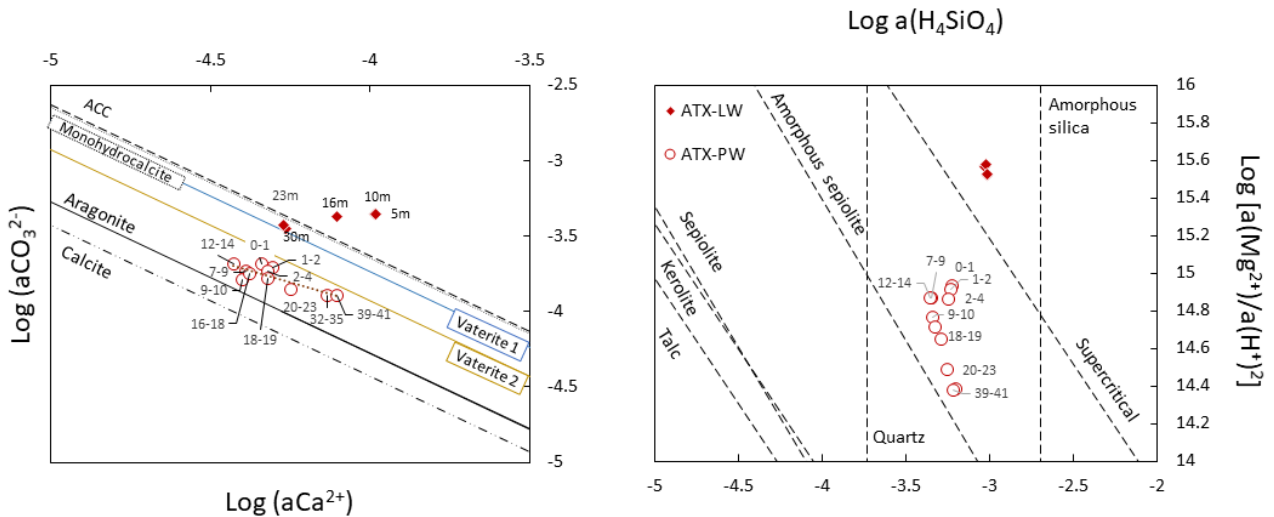 Log a(H₄SiO₄)
-5
-4.5
-4
-3.5
-2.5
-3
-3.5
-4
-4.5
-5
ACC
Monohydrocalcite
Aragonite
Calcite
Vaterite 1
Vaterite 2
23m
16m
10m
5m
30m
12-14
0-1
1-2
7-9
2-4
9-10
20-23
32-35
39-41
16-18
18-19
Log (aCO₃²⁻)
Log (aCa²⁺)
ATX-LW
ATX-PW
Amorphous sepiolite
Amorphous
silica
Sepiolite
Kerolite
Talc
Quartz
Supercritical
7-9
0-1
12-14
1-2
2-4
9-10
18-19
20-23
39-41
16
15.8
15.6
15.4
15.2
15
14.8
14.6
14.4
14.2
14
-5
-4.5
-4
-3.5
-3
-2.5
-2
Log [a(Mg²⁺)/a(H⁺)²]